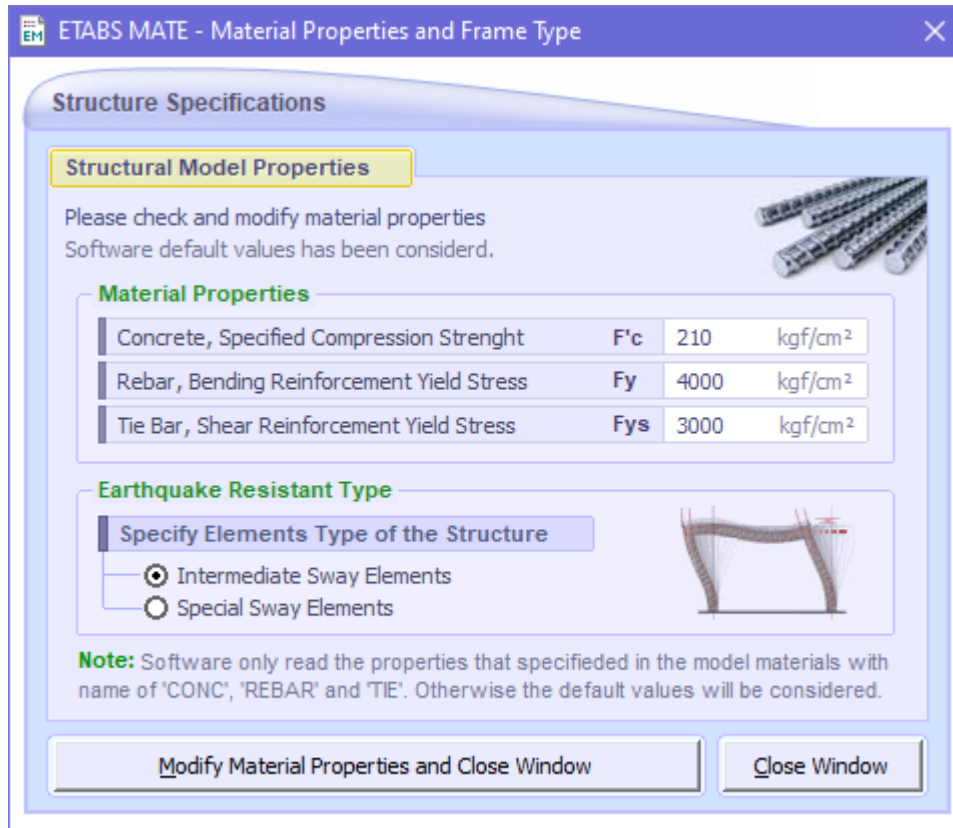 EM
ETABS MATE - Material Properties and Frame Type
Structure Specifications
Structural Model Properties
Please check and modify material properties
Software default values has been considerd.
Material Properties
Concrete, Specified Compression Strenght F'c 210 kgf/cm²
Rebar, Bending Reinforcement Yield Stress Fy 4000 kgf/cm²
Tie Bar, Shear Reinforcement Yield Stress Fys 3000 kgf/cm²
Earthquake Resistant Type
Specify Elements Type of the Structure
Intermediate Sway Elements
Special Sway Elements
Note: Software only read the properties that specifieded in the model materials with
name of 'CONC', 'REBAR' and 'TIE'. Otherwise the default values will be considered.
Modify Material Properties and Close Window
Close Window